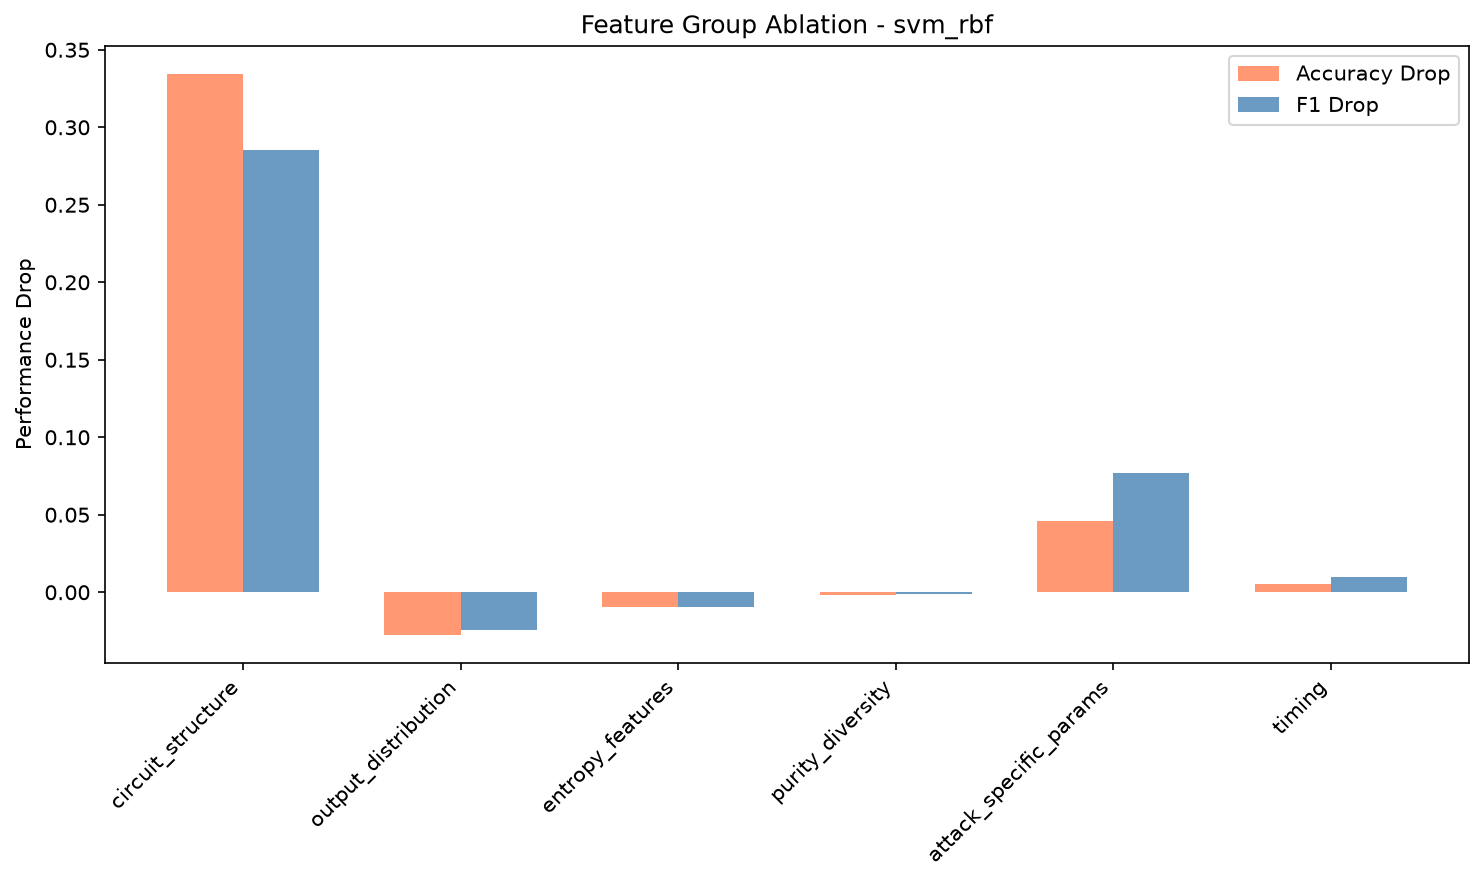 Feature Group Ablation - svm_rbf
Accuracy Drop
F1 Drop
Performance Drop
0.35
0.30
0.25
0.20
0.15
0.10
0.05
0.00
circuit_structure
output_distribution
entropy_features
purity_diversity
attack_specific_params
timing